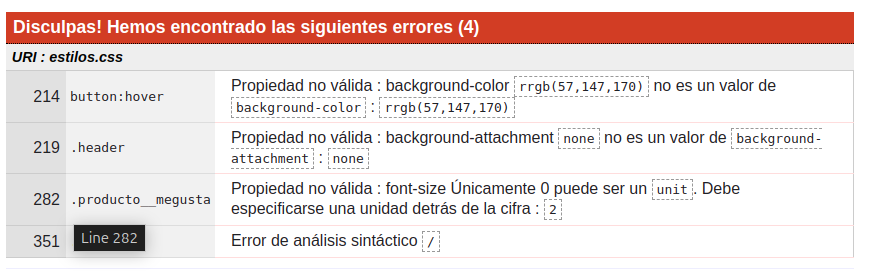 Disculpas! Hemos encontrado las siguientes errores (4)
URI : estilos.css
214 button:hover Propiedad no válida : background-color rrgb(57,147,170) no es un valor de
background-color : rrgb(57,147,170)
219 .header Propiedad no válida : background-attachment none no es un valor de background-
attachment : none
282 .producto__megusta Propiedad no válida : font-size Únicamente 0 puede ser un unit. Debe
especificarse una unidad detrás de la cifra : 2
351 Error de análisis sintáctico /
Line 282